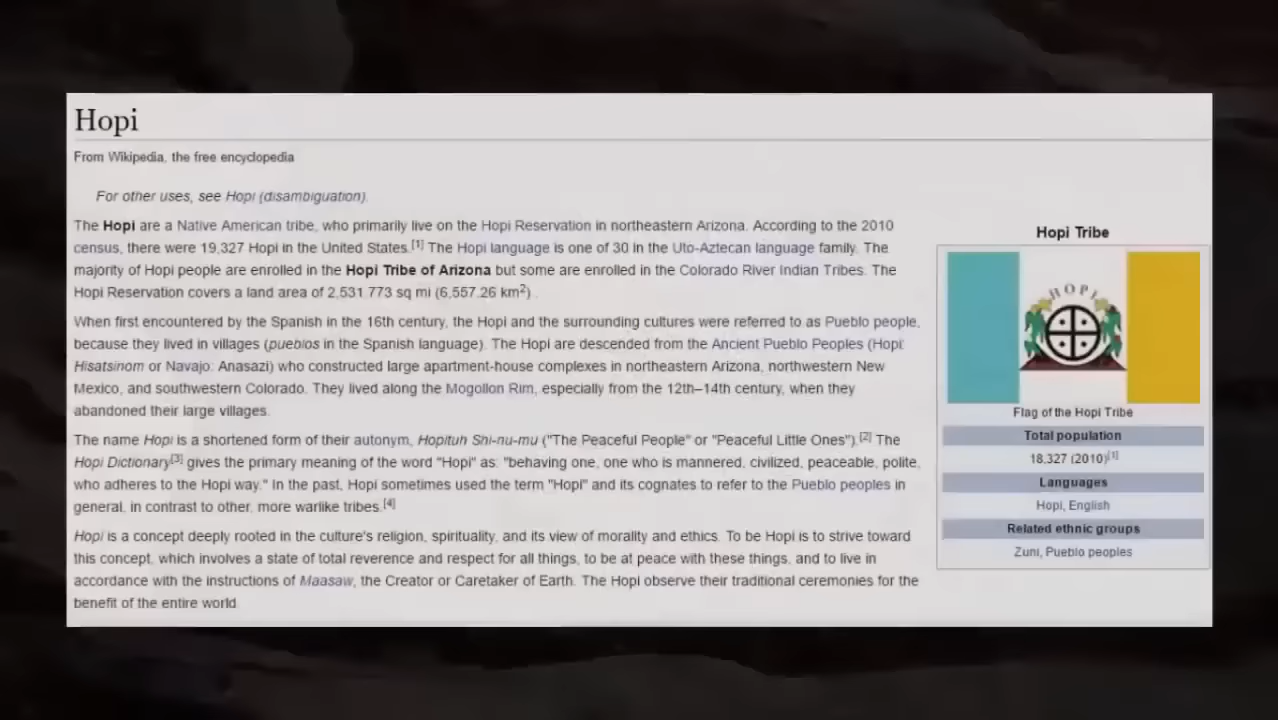 Hopi
From Wikipedia, the free encyclopedia
For other uses, see Hopi (disambiguation).
The Hopi are a Native American tribe, who primarily live on the Hopi Reservation in northeastern Arizona. According to the 2010
census, there were 19,327 Hopi in the United States.[1] The Hopi language is one of 30 in the Uto-Aztecan language family. The
majority of Hopi people are enrolled in the Hopi Tribe of Arizona but some are enrolled in the Colorado River Indian Tribes. The
Hopi Reservation covers a land area of 2,531.773 sq mi (6,557.26 km2).
When first encountered by the Spanish in the 16th century, the Hopi and the surrounding cultures were referred to as Pueblo people,
because they lived in villages (pueblos in the Spanish language). The Hopi are descended from the Ancient Pueblo Peoples (Hopi:
Hisatsinom or Navajo: Anasazi) who constructed large apartment-house complexes in northeastern Arizona, northwestern New
Mexico, and southwestern Colorado. They lived along the Mogollon Rim, especially from the 12th–14th century, when they
abandoned their large villages.
The name Hopi is a shortened form of their autonym, Hopituh Shi-nu-mu ("The Peaceful People" or "Peaceful Little Ones").[2] The
Hopi Dictionary[3] gives the primary meaning of the word "Hopi" as: "behaving one, one who is mannered, civilized, peaceable, polite,
who adheres to the Hopi way." In the past, Hopi sometimes used the term "Hopi" and its cognates to refer to the Pueblo peoples in
general, in contrast to other, more warlike tribes.[4]
Hopi is a concept deeply rooted in the culture's religion, spirituality, and its view of morality and ethics. To be Hopi is to strive toward
this concept, which involves a state of total reverence and respect for all things, to be at peace with these things, and to live in
accordance with the instructions of Maasaw, the Creator or Caretaker of Earth. The Hopi observe their traditional ceremonies for the
benefit of the entire world.
Hopi Tribe
HOPI
Flag of the Hopi Tribe
Total population
18,327 (2010)[1]
Languages
Hopi, English
Related ethnic groups
Zuni, Pueblo peoples